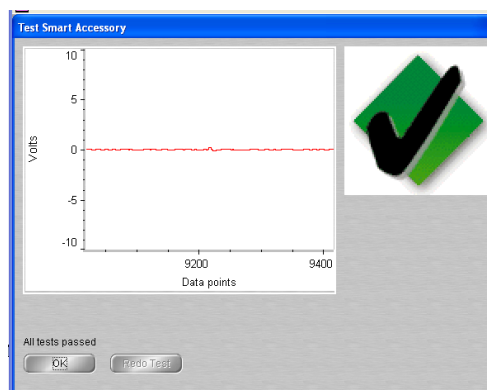 Test Smart Accessory
10
5
0
-5
-10
Volts
9200 9400
Data points
All tests passed
OK Redo Test